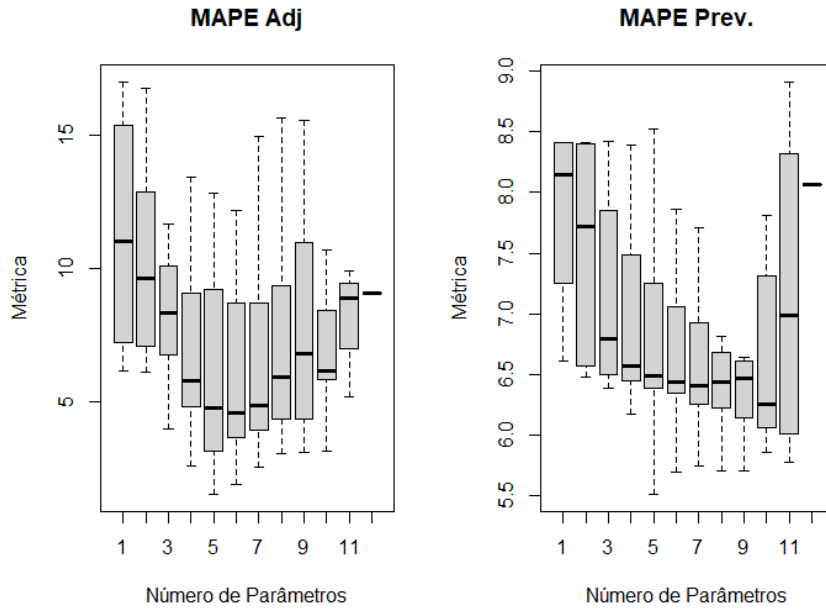 MAPE Adj
Métrica
15
10
5
1 3 5 7 9 11
Número de Parâmetros
MAPE Prev.
Métrica
9.0
8.5
8.0
7.5
7.0
6.5
6.0
5.5
1 3 5 7 9 11
Número de Parâmetros